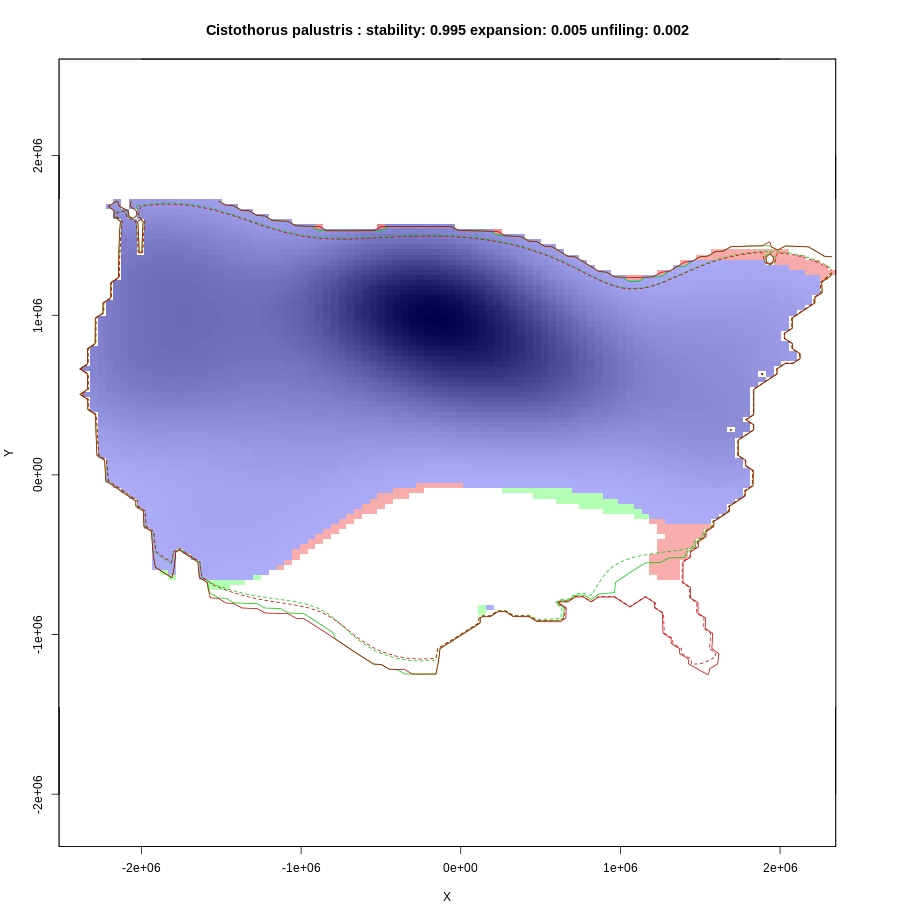 Cistothorus palustris : stability: 0.995 expansion: 0.005 unfiling: 0.002
2e+06
1e+06
0e+00
-1e+06
-2e+06
Y
-2e+06 -1e+06 0e+00 1e+06 2e+06
X